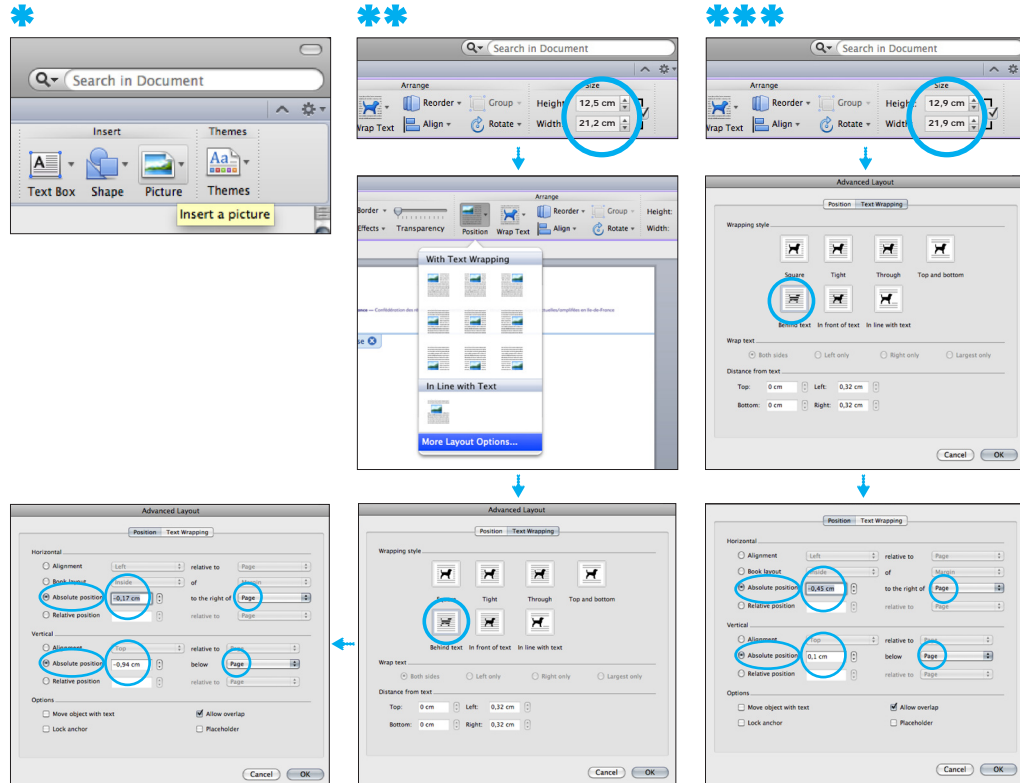 *
Search in Document
Insert
Themes
A
Aa
Text Box
Shape
Picture
Themes
Insert a picture
**
Search in Document
Arrange
Size
Reorder
Group
Height:
12,5 cm
Wrap Text
Align
Rotate
Width:
21,2 cm
Arrange
Border
Reorder
Group
Height:
Effects
Transparency
Position
Wrap Text
Align
Rotate
Width:
With Text Wrapping
In Line with Text
More Layout Options...
Advanced Layout
Position
Text Wrapping
Wrapping style
Square
Tight
Through
Top and bottom
Behind text
In front of text
In line with text
Wrap text
Both sides
Left only
Right only
Largest only
Distance from text
Top:
0 cm
Left:
0,32 cm
Bottom:
0 cm
Right:
0,32 cm
Cancel
OK
Advanced Layout
Position
Text Wrapping
Horizontal
Alignment
Left
relative to
Page
Book layout
Inside
of
Margin
Absolute position
-0,17 cm
to the right of
Page
Relative position
relative to
Page
Vertical
Alignment
Top
relative to
Page
Absolute position
-0,94 cm
below
Page
Relative position
relative to
Page
Options
Move object with text
Allow overlap
Lock anchor
Placeholder
Cancel
OK
***
Search in Document
Arrange
Size
Reorder
Group
Height:
12,9 cm
Wrap Text
Align
Rotate
Width:
21,9 cm
Advanced Layout
Position
Text Wrapping
Wrapping style
Square
Tight
Through
Top and bottom
Behind text
In front of text
In line with text
Wrap text
Both sides
Left only
Right only
Largest only
Distance from text
Top:
0 cm
Left:
0,32 cm
Bottom:
0 cm
Right:
0,32 cm
Cancel
OK
Position
Text Wrapping
Horizontal
Alignment
Left
relative to
Page
Book layout
Inside
of
Margin
Absolute position
-0,45 cm
to the right of
Page
Relative position
relative to
Page
Vertical
Alignment
Top
relative to
Page
Absolute position
0,1 cm
below
Page
Relative position
relative to
Page
Options
Move object with text
Allow overlap
Lock anchor
Placeholder
Cancel
OK